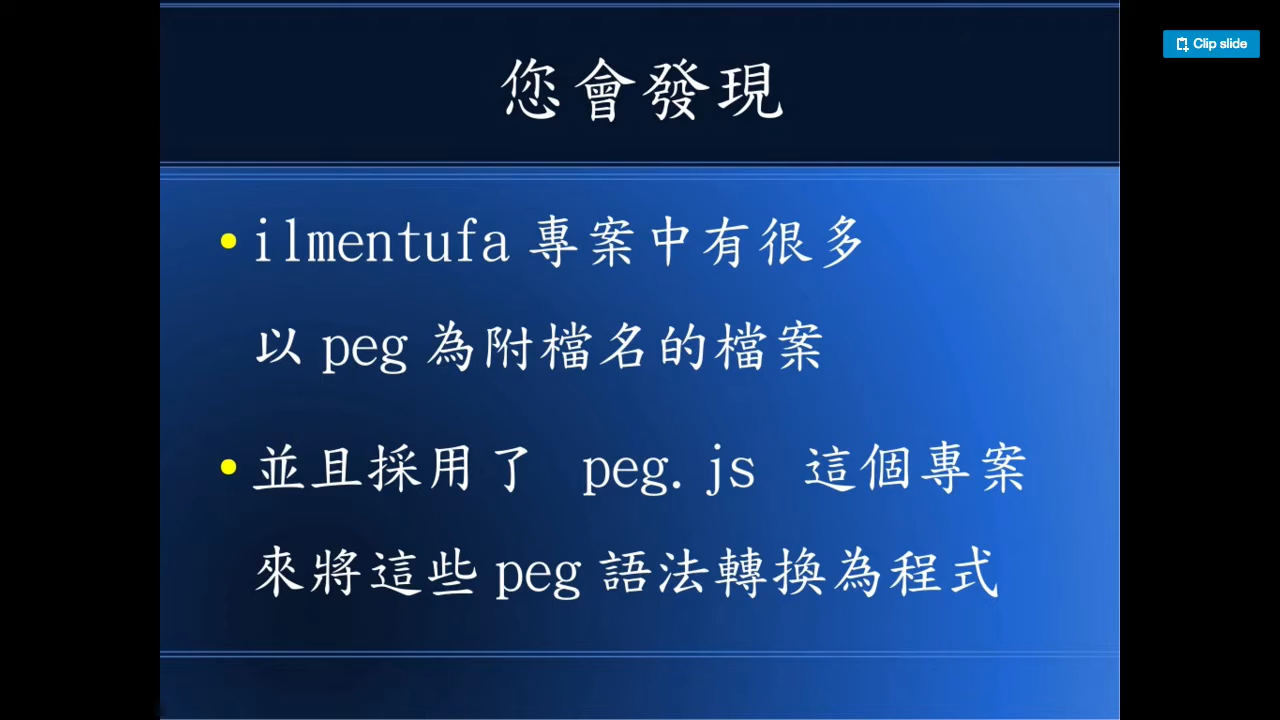 Clip slide
您會發現
ilmentufa 專案中有很多
以 peg 為附檔名的檔案
並且採用了 peg.js 這個專案
來將這些 peg 語法轉換為程式